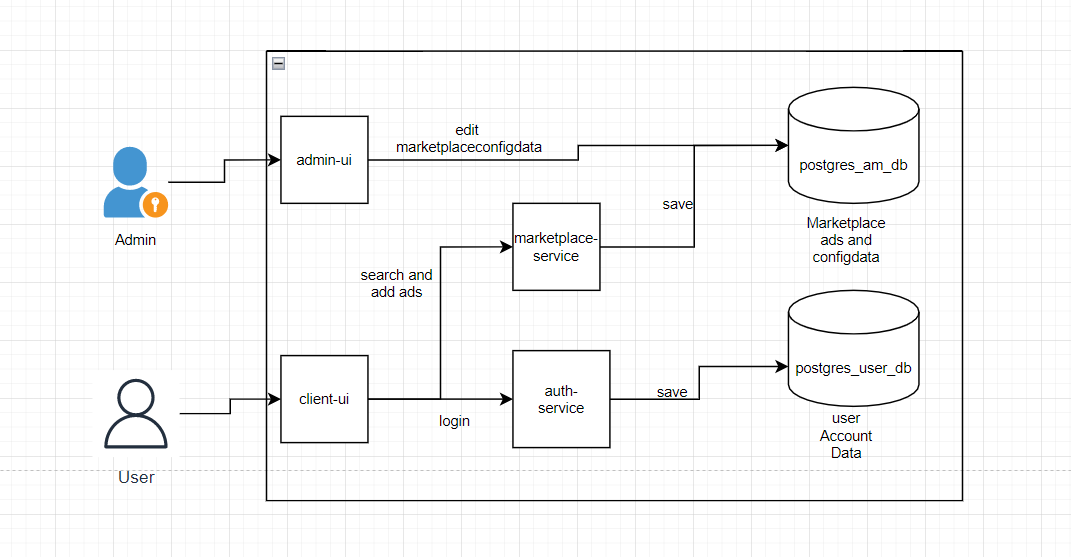 edit
marketplaceconfigdata
admin-ui
postgres_am_db
Admin
save
Marketplace
ads and
configdata
marketplace-
service
search and
add ads
client-ui
auth-
service
save
postgres_user_db
login
user
Account
Data
User